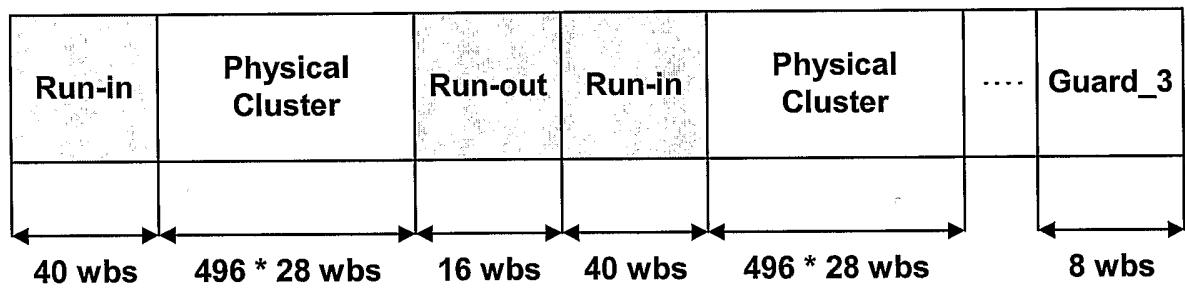 Run-in
Physical
Cluster
Run-out
Run-in
Physical
Cluster
....
Guard_3
40 wbs
496 * 28 wbs
16 wbs
40 wbs
496 * 28 wbs
8 wbs